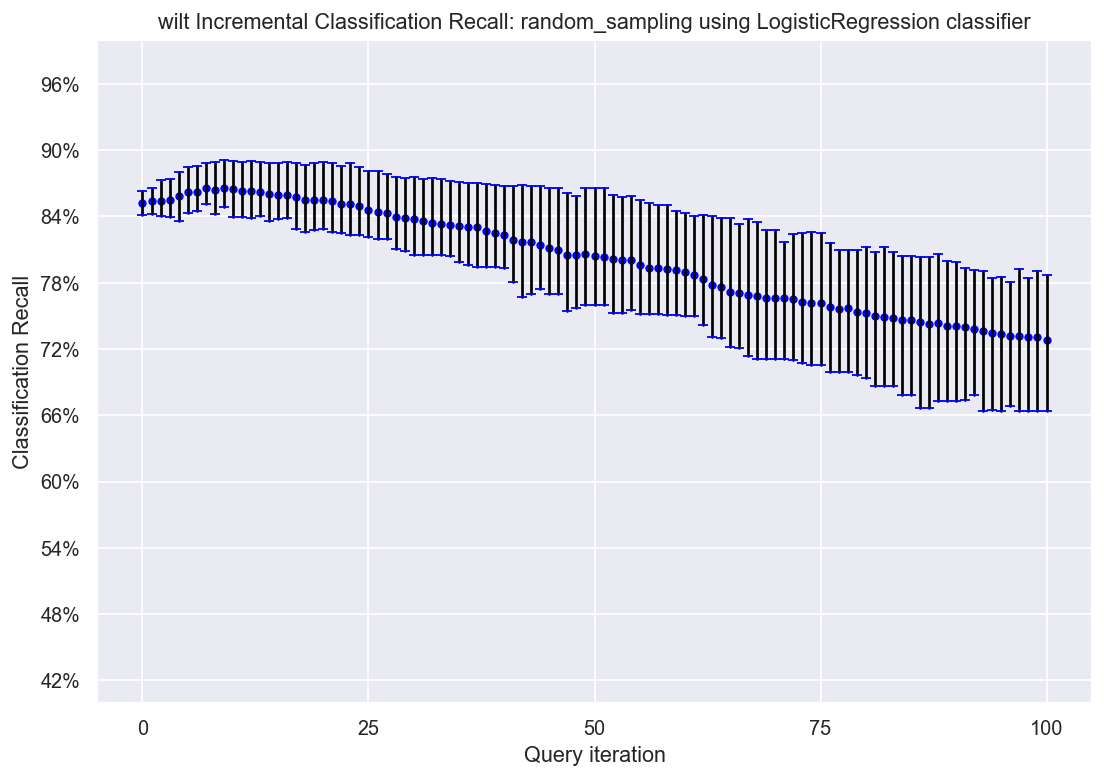 wilt Incremental Classification Recall: random_sampling using LogisticRegression classifier
96%
90%
84%
78%
72%
66%
60%
54%
48%
42%
Classification Recall
0 25 50 75 100
Query iteration